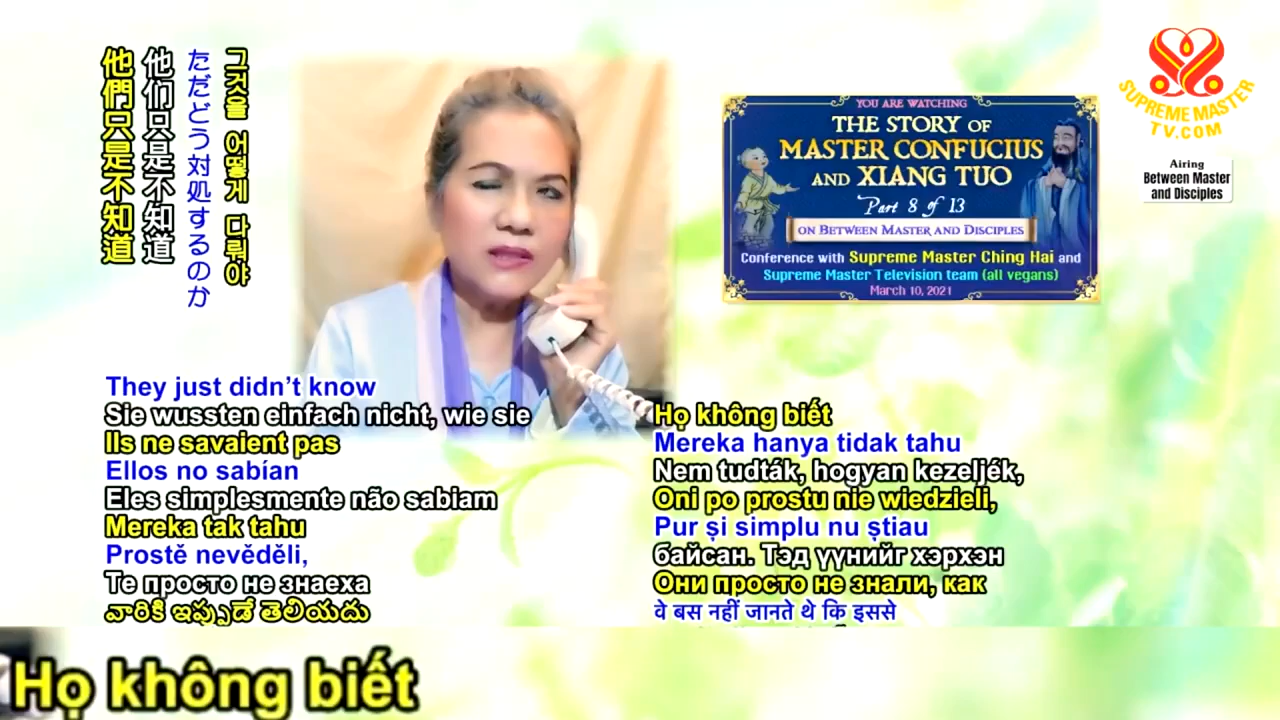 他們只是不知道
他们只是不知道
ただどう対処するのか
그것을 어떻게 다뤄야
YOU ARE WATCHING
THE STORY OF
MASTER CONFUCIUS
AND XIANG TUO
Part 8 of 13
ON BETWEEN MASTER AND DISCIPLES
Conference with Supreme Master Ching Hai and
Supreme Master Television team (all vegans)
March 10, 2021
SUPREME MASTER
TV.COM
Airing
Between Master
and Disciples
They just didn’t know
Sie wussten einfach nicht, wie sie
Ils ne savaient pas
Ellos no sabían
Eles simplesmente não sabiam
Mereka tak tahu
Prostě nevěděli,
Те просто не знаеха
వారికి ఇప్పుడే తెలియదు
Họ không biết
Mereka hanya tidak tahu
Nem tudták, hogyan kezeljék,
Oni po prostu nie wiedzieli,
Pur și simplu nu știau
байсан. Тэд үүнийг хэрхэн
Они просто не знали, как
वे बस नहीं जानते थे कि इससे
Họ không biết